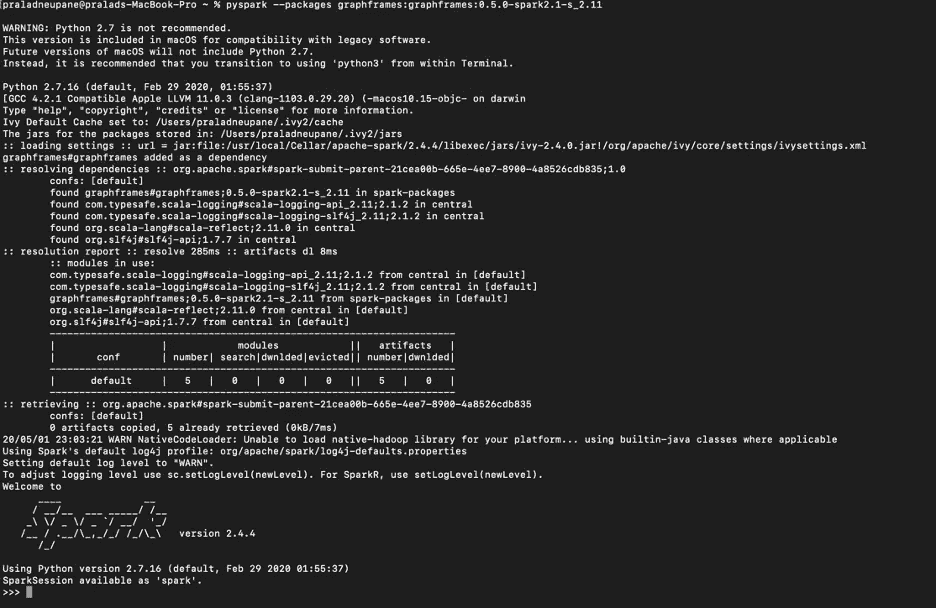 praladneupane@pralads-MacBook-Pro ~ % pyspark --packages graphframes:graphframes:0.5.0-spark2.1-s_2.11
WARNING: Python 2.7 is not recommended.
This version is included in macOS for compatibility with legacy software.
Future versions of macOS will not include Python 2.7.
Instead, it is recommended that you transition to using 'python3' from within Terminal.
Python 2.7.16 (default, Feb 29 2020, 01:55:37)
[GCC 4.2.1 Compatible Apple LLVM 11.0.3 (clang-1103.0.29.20) (-macos10.15-objc- on darwin
Type "help", "copyright", "credits" or "license" for more information.
Ivy Default Cache set to: /Users/praladneupane/.ivy2/cache
The jars for the packages stored in: /Users/praladneupane/.ivy2/jars
:: loading settings :: url = jar:file:/usr/local/Cellar/apache-spark/2.4.4/libexec/jars/ivy-2.4.0.jar!/org/apache/ivy/core/settings/ivysettings.xml
graphframes#graphframes added as a dependency
:: resolving dependencies :: org.apache.spark#spark-submit-parent-21cea00b-665e-4ee7-8900-4a8526cdb835;1.0
confs: [default]
found graphframes#graphframes;0.5.0-spark2.1-s_2.11 in spark-packages
found com.typesafe.scala-logging#scala-logging-api_2.11;2.1.2 in central
found com.typesafe.scala-logging#scala-logging-slf4j_2.11;2.1.2 in central
found org.scala-lang#scala-reflect;2.11.0 in central
found org.slf4j#slf4j-api;1.7.7 in central
:: resolution report :: resolve 285ms :: artifacts dl 8ms
:: modules in use:
com.typesafe.scala-logging#scala-logging-api_2.11;2.1.2 from central in [default]
com.typesafe.scala-logging#scala-logging-slf4j_2.11;2.1.2 from central in [default]
graphframes#graphframes;0.5.0-spark2.1-s_2.11 from spark-packages in [default]
org.scala-lang#scala-reflect;2.11.0 from central in [default]
org.slf4j#slf4j-api;1.7.7 from central in [default]
---------------------------------------------------------------------
|                  |            modules            ||   artifacts   |
|       conf       | number| search|dwnlded|evicted|| number|dwnlded|
---------------------------------------------------------------------
|      default     |   5   |   0   |   0   |   0   ||   5   |   0   |
---------------------------------------------------------------------
:: retrieving :: org.apache.spark#spark-submit-parent-21cea00b-665e-4ee7-8900-4a8526cdb835
confs: [default]
0 artifacts copied, 5 already retrieved (0kB/7ms)
20/05/01 23:03:21 WARN NativeCodeLoader: Unable to load native-hadoop library for your platform... using builtin-java classes where applicable
Using Spark's default log4j profile: org/apache/spark/log4j-defaults.properties
Setting default log level to "WARN".
To adjust logging level use sc.setLogLevel(newLevel). For SparkR, use setLogLevel(newLevel).
Welcome to
      ____              __
     / __/__  ___ _____/ /__
    _\ \/ _ \/ _ `/ __/  '_/
   /__ / .__/\_,_/_/ /_/\_\   version 2.4.4
      /_/
Using Python version 2.7.16 (default, Feb 29 2020 01:55:37)
SparkSession available as 'spark'.
>>>